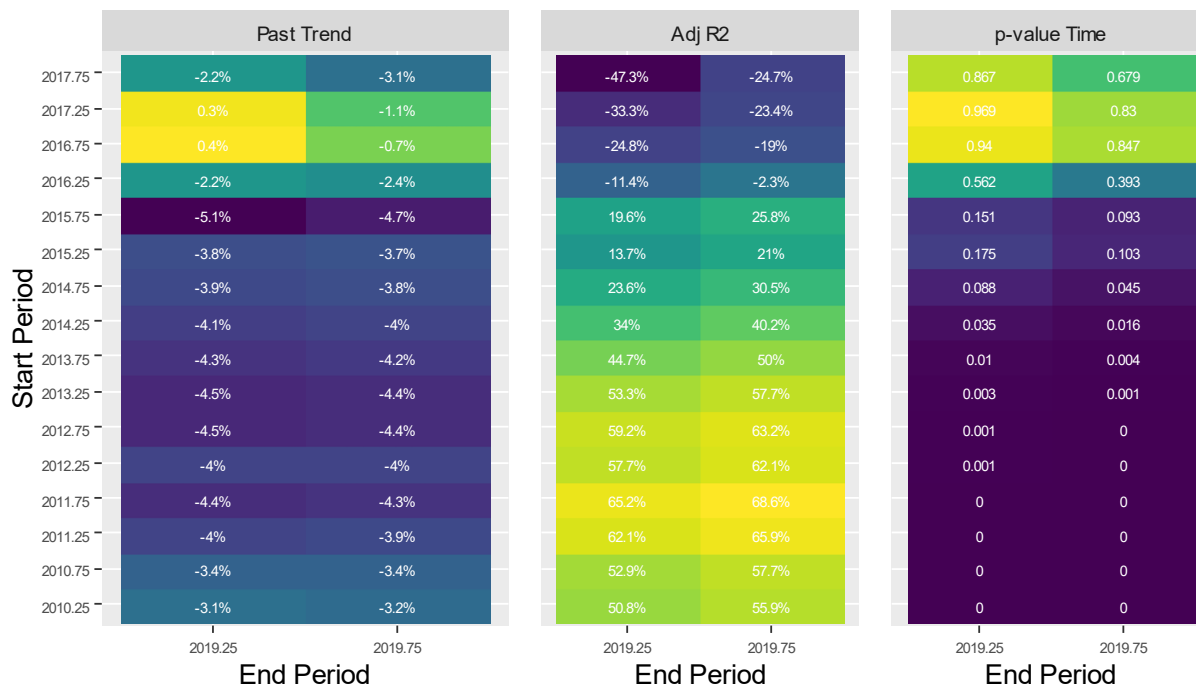 Past Trend Adj R2 p-value Time
2017.75 -2.2% -3.1% -47.3% -24.7% 0.867 0.679
2017.25 0.3% -1.1% -33.3% -23.4% 0.969 0.83
2016.75 0.4% -0.7% -24.8% -19% 0.94 0.847
2016.25 -2.2% -2.4% -11.4% -2.3% 0.562 0.393
2015.75 -5.1% -4.7% 19.6% 25.8% 0.151 0.093
2015.25 -3.8% -3.7% 13.7% 21% 0.175 0.103
2014.75 -3.9% -3.8% 23.6% 30.5% 0.088 0.045
2014.25 -4.1% -4% 34% 40.2% 0.035 0.016
2013.75 -4.3% -4.2% 44.7% 50% 0.01 0.004
2013.25 -4.5% -4.4% 53.3% 57.7% 0.003 0.001
2012.75 -4.5% -4.4% 59.2% 63.2% 0.001 0
2012.25 -4% -4% 57.7% 62.1% 0.001 0
2011.75 -4.4% -4.3% 65.2% 68.6% 0 0
2011.25 -4% -3.9% 62.1% 65.9% 0 0
2010.75 -3.4% -3.4% 52.9% 57.7% 0 0
2010.25 -3.1% -3.2% 50.8% 55.9% 0 0
Start Period
2019.25 2019.75 2019.25 2019.75 2019.25 2019.75
End Period End Period End Period